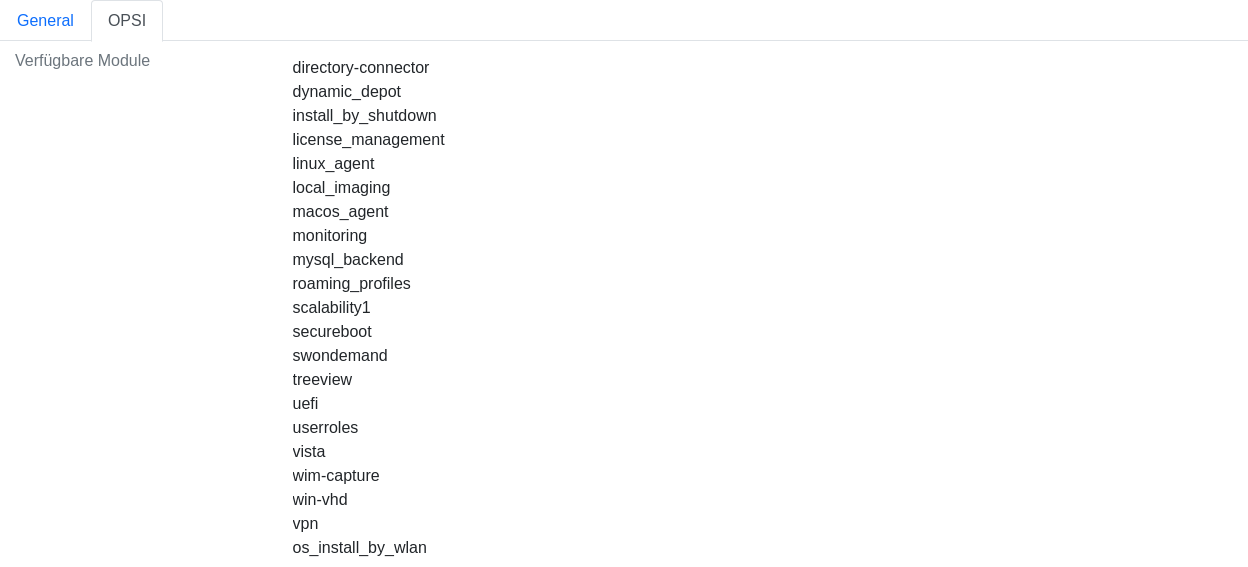 General
OPSI
Verfügbare Module
directory-connector
dynamic_depot
install_by_shutdown
license_management
linux_agent
local_imaging
macos_agent
monitoring
mysql_backend
roaming_profiles
scalability1
secureboot
swondemand
treeview
uefi
userroles
vista
wim-capture
win-vhd
vpn
os_install_by_wlan